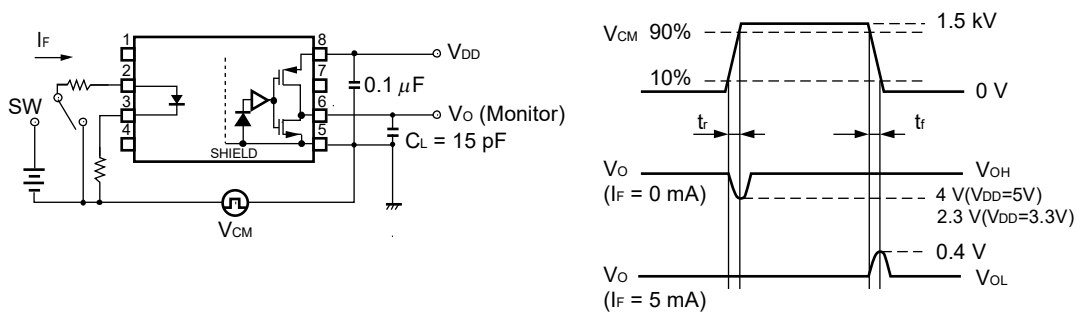 IF
SW
1
2
3
4
8
7
6
5
SHIELD
VDD
0.1 μF
VO (Monitor)
CL = 15 pF
VCM
VCM 90%
10%
1.5 kV
0 V
tr
tf
VO
(IF = 0 mA)
VOH
4 V(VDD=5V)
2.3 V(VDD=3.3V)
0.4 V
VO
(IF = 5 mA)
VOL